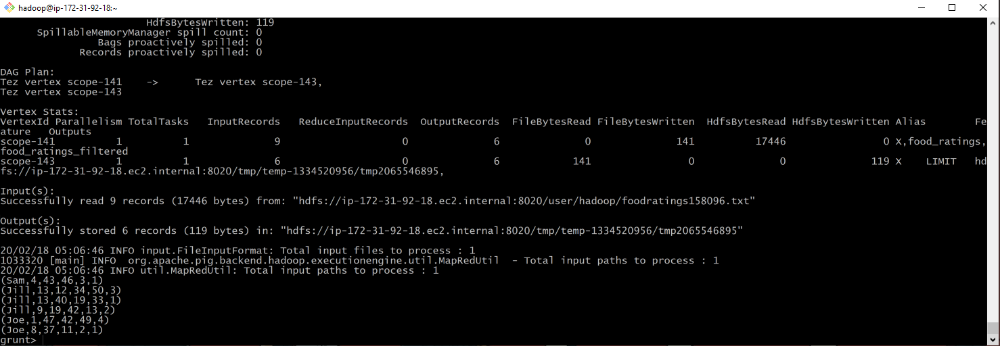 hadoop@ip-172-31-92-18:~
HdfsBytesWritten: 119
SpillableMemoryManager spill count: 0
Bags proactively spilled: 0
Records proactively spilled: 0
DAG Plan:
Tez vertex scope-141    ->      Tez vertex scope-143,
Tez vertex scope-143
Vertex Stats:
VertexId Parallelism TotalTasks   InputRecords   ReduceInputRecords  OutputRecords  FileBytesRead FileBytesWritten  HdfsBytesRead HdfsBytesWritten Alias        Fe
ature   Outputs
scope-141          1          1              9                    0              6              0              141          17446                0 X,food_ratings,
food_ratings_filtered
scope-143          1          1              6                    0              6            141                0              0              119 X    LIMIT   hd
fs://ip-172-31-92-18.ec2.internal:8020/tmp/temp-1334520956/tmp2065546895,
Input(s):
Successfully read 9 records (17446 bytes) from: "hdfs://ip-172-31-92-18.ec2.internal:8020/user/hadoop/foodratings158096.txt"
Output(s):
Successfully stored 6 records (119 bytes) in: "hdfs://ip-172-31-92-18.ec2.internal:8020/tmp/temp-1334520956/tmp2065546895"
20/02/18 05:06:46 INFO input.FileInputFormat: Total input files to process : 1
1033320 [main] INFO  org.apache.pig.backend.hadoop.executionengine.util.MapRedUtil  - Total input paths to process : 1
20/02/18 05:06:46 INFO util.MapRedUtil: Total input paths to process : 1
(Sam,4,43,46,3,1)
(Jill,13,12,34,50,3)
(Jill,13,40,19,33,1)
(Jill,9,19,42,13,2)
(Joe,1,47,42,49,4)
(Joe,8,37,11,2,1)
grunt>